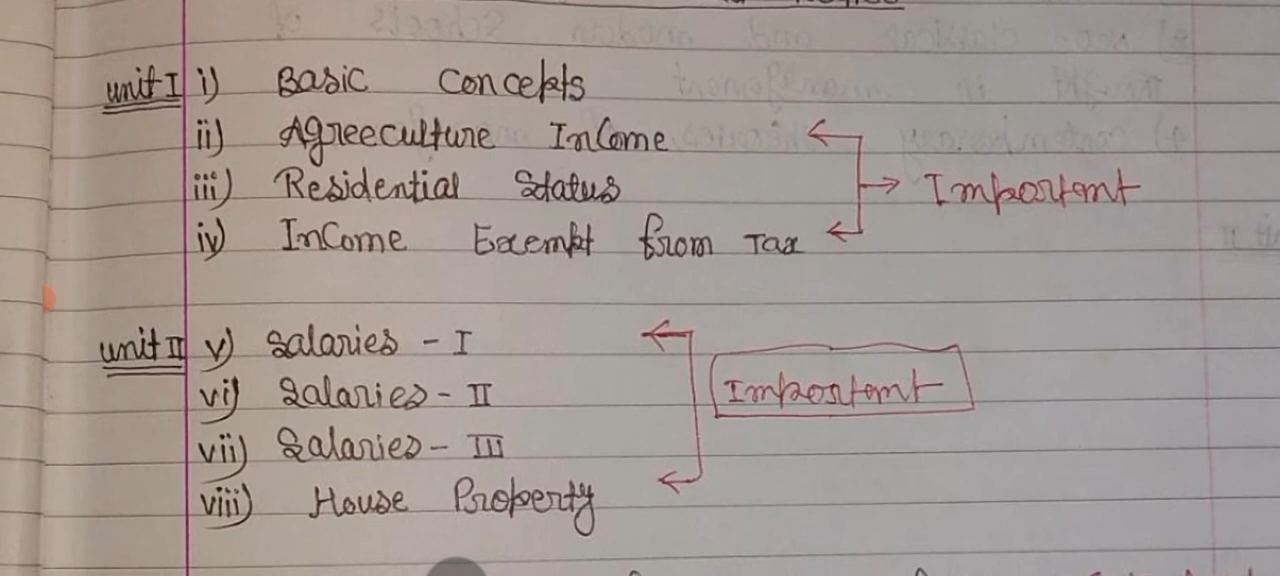 unit I i) Basic Concepts
ii) Agreeculture Income
iii) Residential Status → Important
iv) InCome Exempt from Tax
unit II v) Salaries - I
vi) Salaries - II Important
vii) Salaries - III
viii) House Property